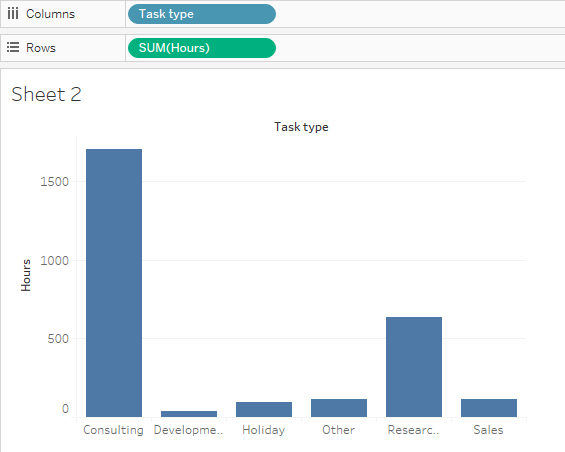 Columns
Task type
Rows
SUM(Hours)
Sheet 2
Task type
Hours
1500
1000
500
0
Consulting Developme.. Holiday Other Researc.. Sales